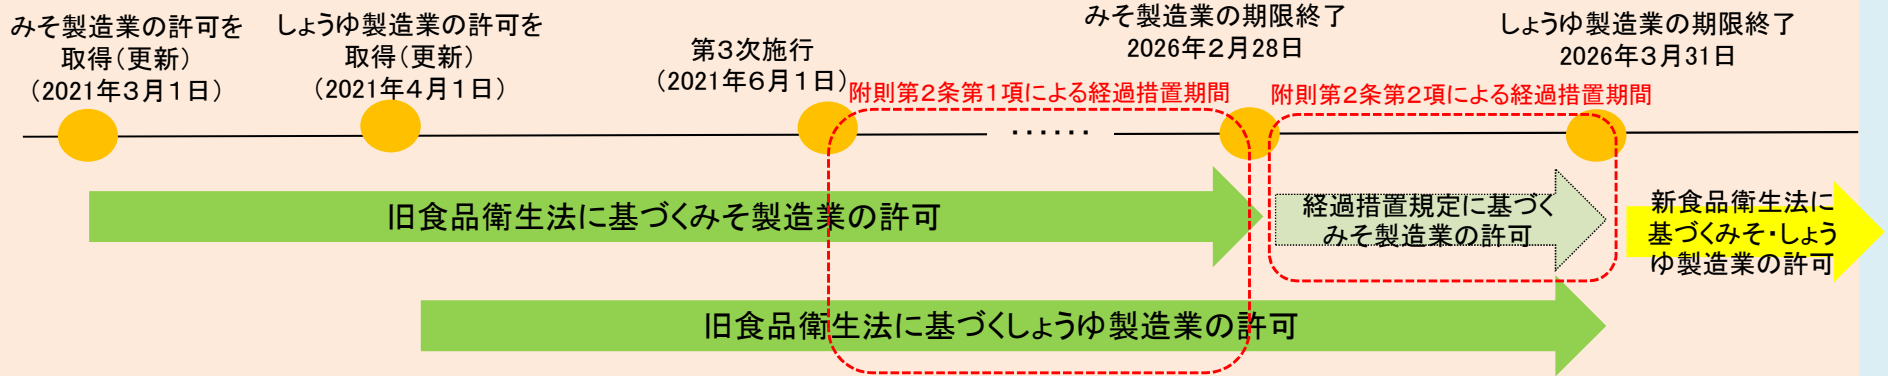 みそ製造業の許可を
取得（更新）
（2021年３月１日）
しょうゆ製造業の許可を
取得（更新）
（2021年４月１日）
第３次施行
（2021年６月１日）
みそ製造業の期限終了
2026年２月28日
しょうゆ製造業の期限終了
2026年３月31日
附則第２条第１項による経過措置期間
附則第２条第２項による経過措置期間
‥‥‥
旧食品衛生法に基づくみそ製造業の許可
経過措置規定に基づく
みそ製造業の許可
新食品衛生法に
基づくみそ・しょう
ゆ製造業の許可
旧食品衛生法に基づくしょうゆ製造業の許可